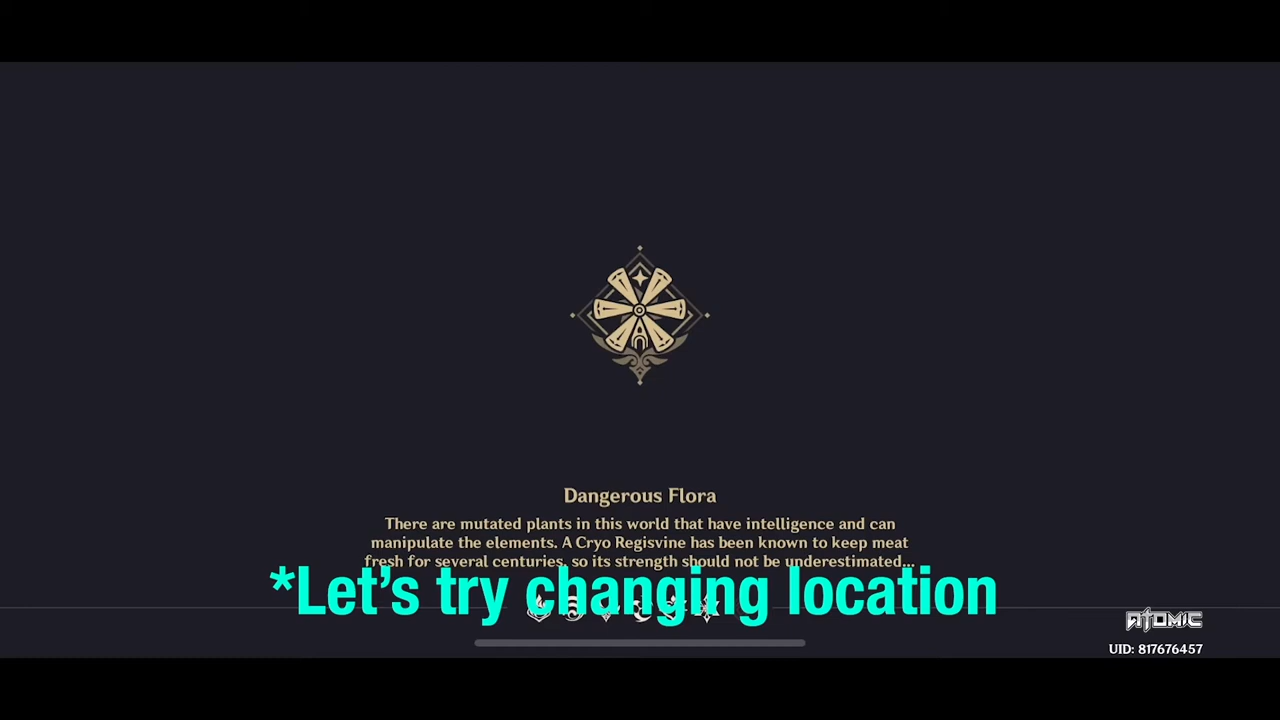 Dangerous Flora
There are mutated plants in this world that have intelligence and can
manipulate the elements. A Cryo Regisvine has been known to keep meat
fresh for several centuries, so its strength should not be underestimated...
*Let's try changing location
ATOMIC
UID: 817676457